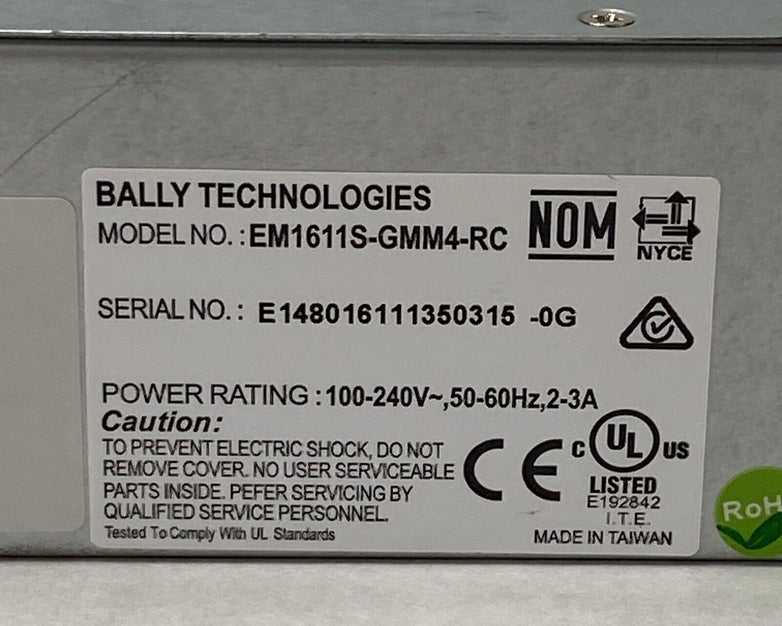 BALLY TECHNOLOGIES
MODEL NO. : EM1611S-GMM4-RC
NOM
NYCE
SERIAL NO. : E148016111350315 -0G
POWER RATING : 100-240V~,50-60Hz,2-3A
Caution:
TO PREVENT ELECTRIC SHOCK, DO NOT
REMOVE COVER. NO USER SERVICEABLE
PARTS INSIDE. PEFER SERVICING BY
QUALIFIED SERVICE PERSONNEL.
Tested To Comply With UL Standards
CE
C UL US
LISTED
E192842
I.T.E.
MADE IN TAIWAN
RoH